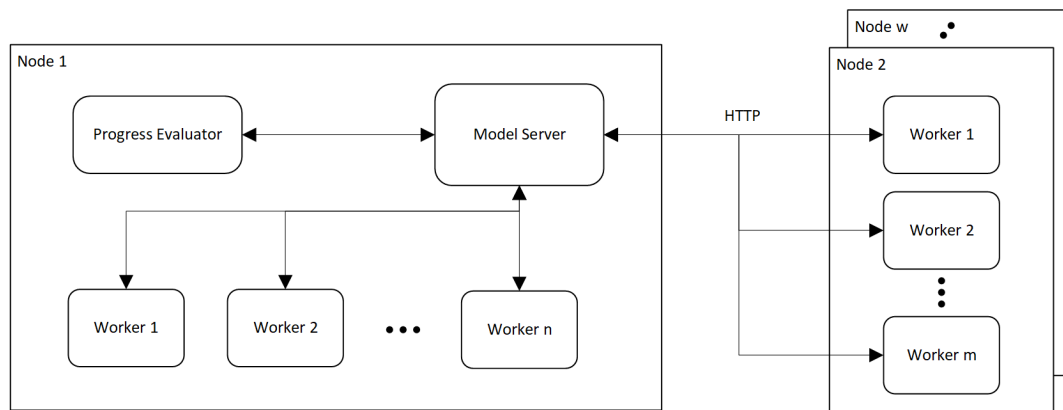 Node 1
Progress Evaluator
Model Server
Worker 1
Worker 2
Worker n
HTTP
Node w
Node 2
Worker 1
Worker 2
Worker m